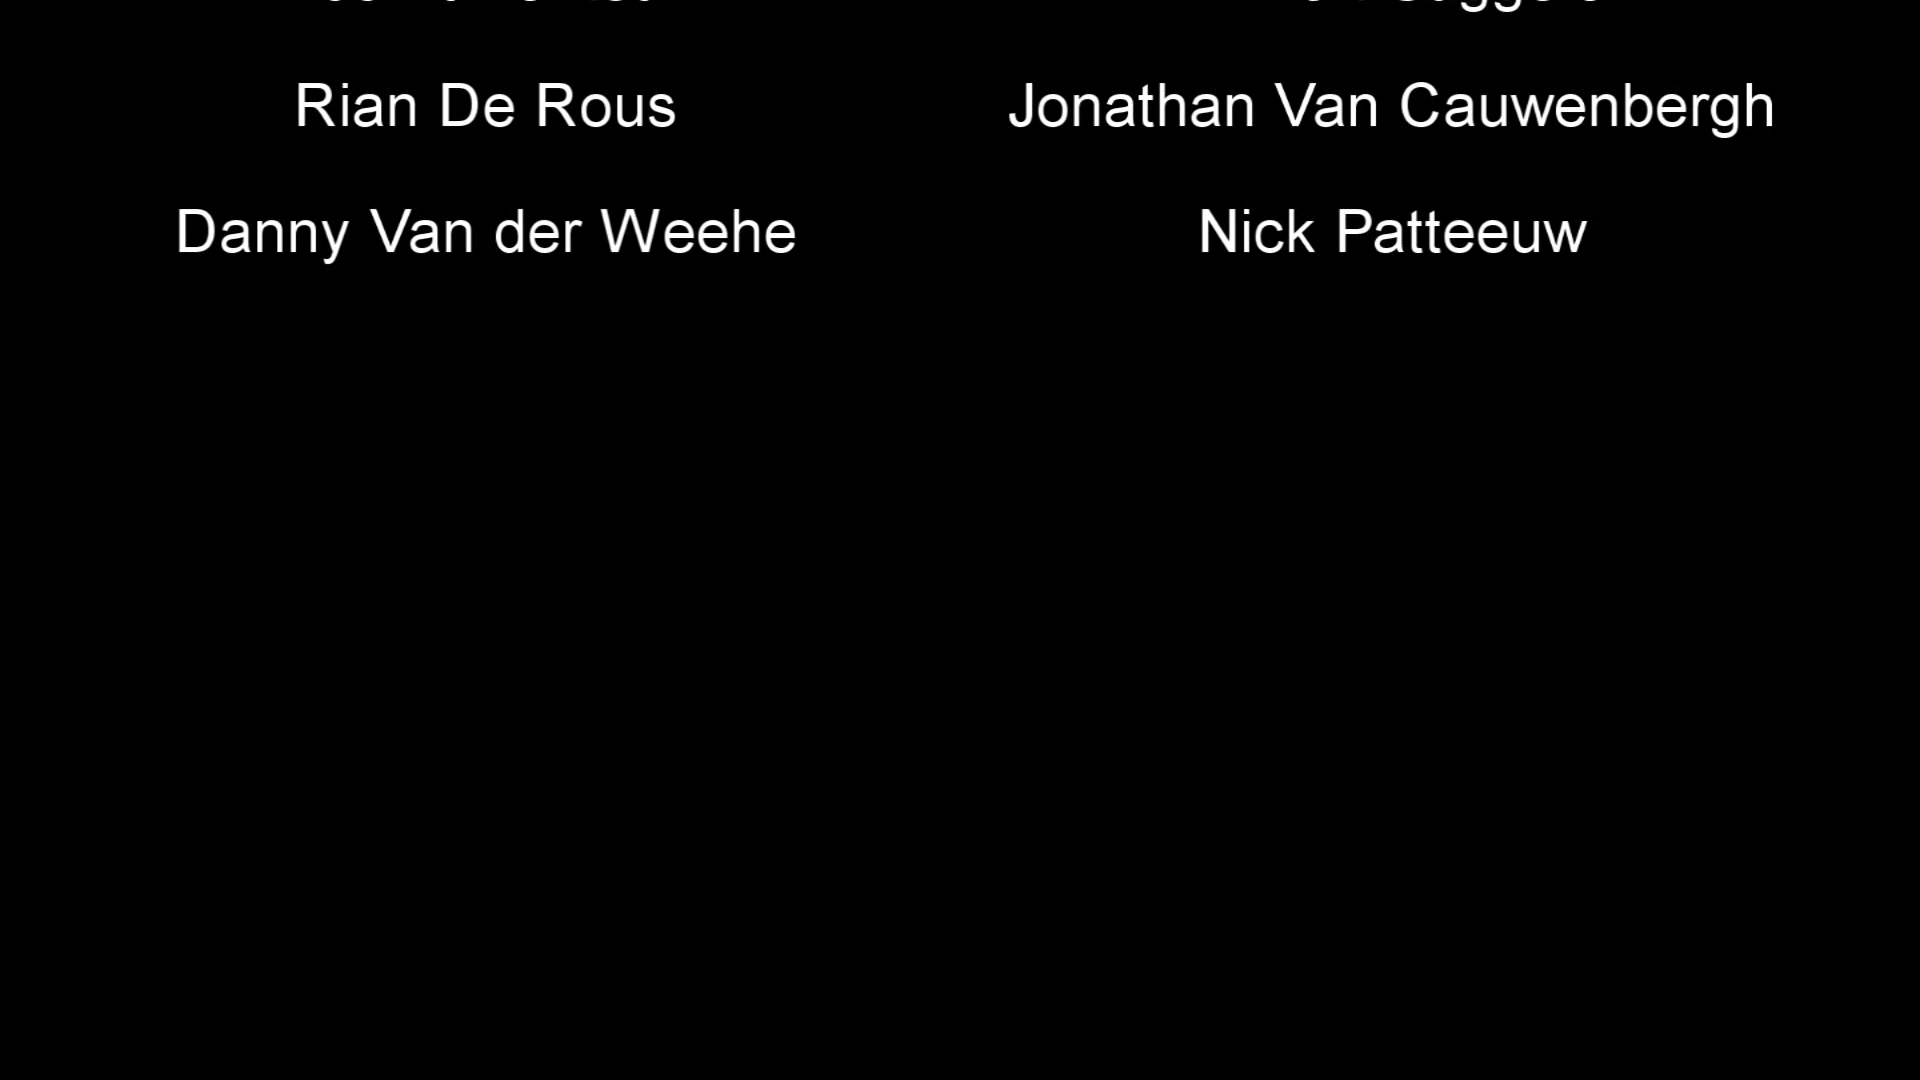 Rian De Rous
Jonathan Van Cauwenbergh
Danny Van der Weehe
Nick Patteeuw